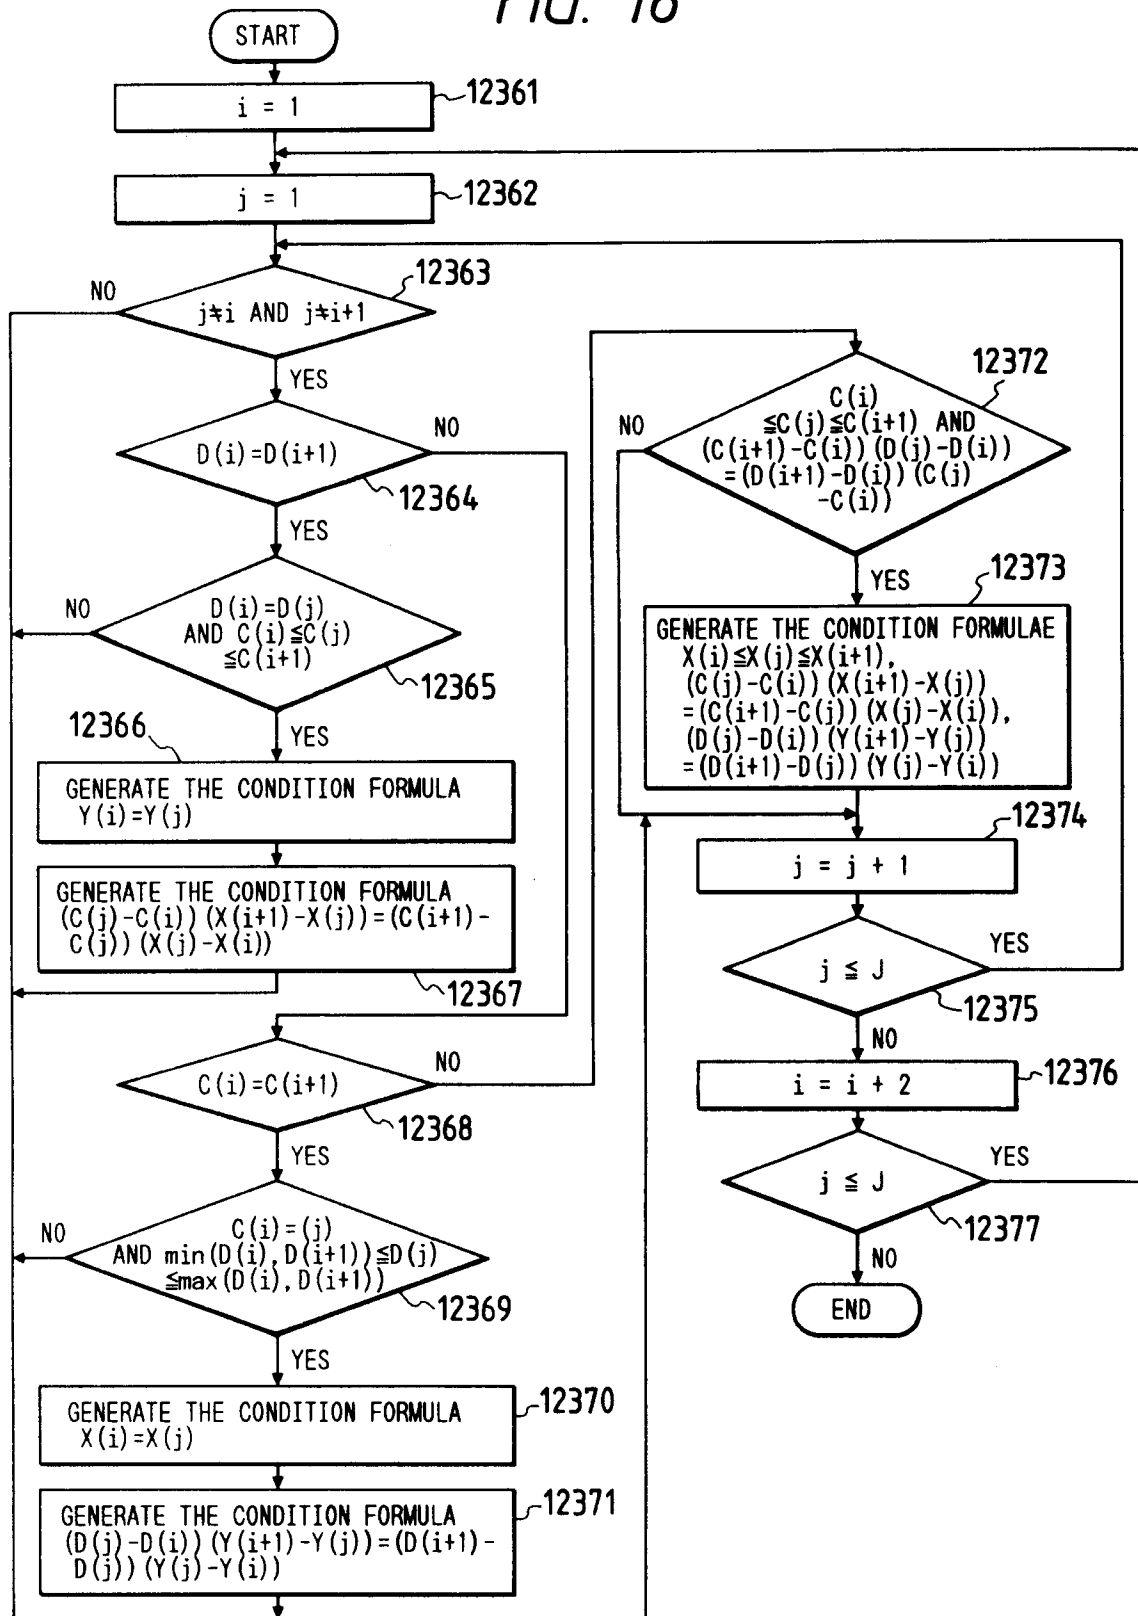 FIG. 16
START
12361
i = 1
12362
j = 1
12363
NO
j≠i AND j≠i+1
YES
NO
D(i)=D(i+1)
12364
YES
NO
D(i)=D(j)
AND C(i)≦C(j)
≦C(i+1)
12365
YES
12366
GENERATE THE CONDITION FORMULA
Y(i)=Y(j)
GENERATE THE CONDITION FORMULA
(C(j)-C(i))(X(i+1)-X(j))=(C(i+1)-
C(j))(X(j)-X(i))
12367
C(i)=C(i+1)
NO
12368
YES
NO
C(i)=(j)
AND min(D(i),D(i+1))≦D(j)
≦max(D(i),D(i+1))
12369
YES
12370
GENERATE THE CONDITION FORMULA
X(i)=X(j)
12371
GENERATE THE CONDITION FORMULA
(D(j)-D(i))(Y(i+1)-Y(j))=(D(i+1)-
D(j))(Y(j)-Y(i))
12372
NO
C(i)
≦C(j)≦C(i+1) AND
(C(i+1)-C(i))(D(j)-D(i))
=(D(i+1)-D(i))(C(j)
-C(i))
YES
12373
GENERATE THE CONDITION FORMULAE
X(i)≦X(j)≦X(i+1),
(C(j)-C(i))(X(i+1)-X(j))
=(C(i+1)-C(j))(X(j)-X(i)),
(D(j)-D(i))(Y(i+1)-Y(j))
=(D(i+1)-D(j))(Y(j)-Y(i))
12374
j = j + 1
YES
j ≦ J
12375
NO
12376
i = i + 2
YES
j ≦ J
12377
NO
END